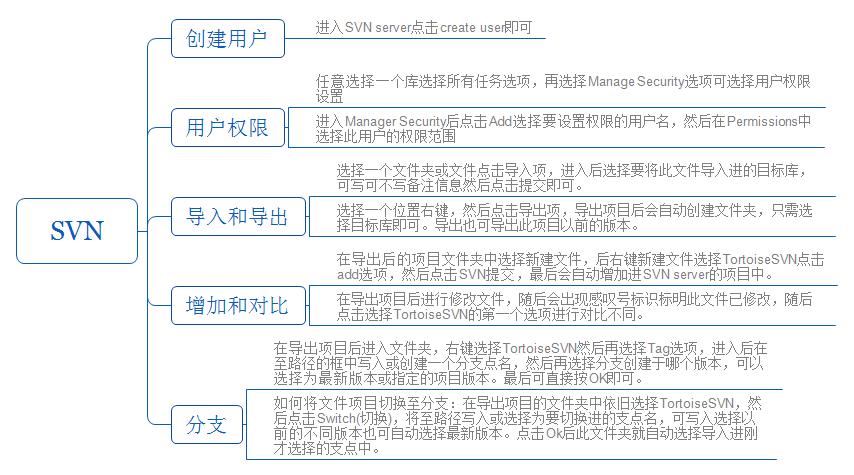 SVN
创建用户
进入SVN server点击create user即可
用户权限
任意选择一个库选择所有任务选项，再选择Manage Security选项可选择用户权限
设置
进入Manager Security后点击Add选择要设置权限的用户名，然后在Permissions中
选择此用户的权限范围
导入和导出
选择一个文件夹或文件点击导入项，进入后选择要将此文件导入进的目标库，
可写可不写备注信息然后点击提交即可。
选择一个位置右键，然后点击导出项，导出项目后会自动创建文件夹，只需选
择目标库即可。导出也可导出此项目以前的版本。
增加和对比
在导出后的项目文件夹中选择新建文件，后右键新建文件选择TortoiseSVN点击
add选项，然后点击SVN提交，最后会自动增加进SVN server的项目中。
在导出项目后进行修改文件，随后会出现感叹号标识标明此文件已修改，随后
点击选择TortoiseSVN的第一个选项进行对比不同。
分支
在导出项目后进入文件夹，右键选择TortoiseSVN然后再选择Tag选项，进入后在
至路径的框中写入或创建一个分支点名，然后再选择分支创建于哪个版本，可以
选择为最新版本或指定的项目版本。最后可直接按OK即可。
如何将文件项目切换至分支：在导出项目的文件夹中依旧选择TortoiseSVN，然
后点击Switch(切换)，将至路径写入或选择为要切换进的支点名，可写入选择以
前的不同版本也可自动选择最新版本。点击Ok后此文件夹就自动选择导入进刚
才选择的支点中。